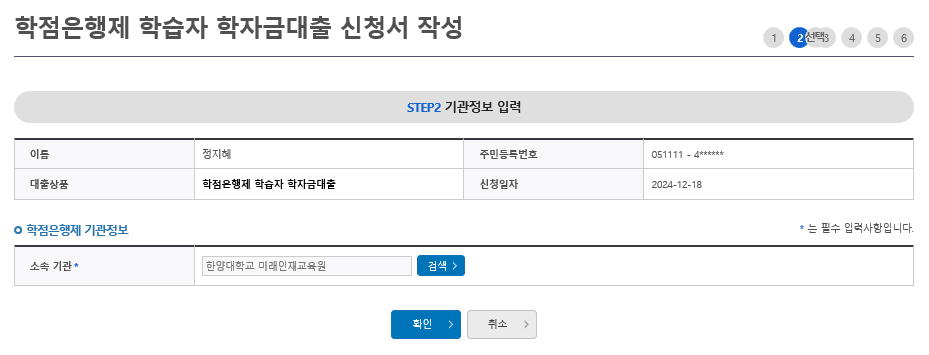 학점은행제 학습자 학자금대출 신청서 작성
1 2 선택 3 4 5 6
STEP2 기관정보 입력
이름 정지혜 주민등록번호 051111 - 4******
대출상품 학점은행제 학습자 학자금대출 신청일자 2024-12-18
학점은행제 기관정보 * 는 필수 입력사항입니다.
소속 기관 * 한양대학교 미래인재교육원 검색
확인 취소